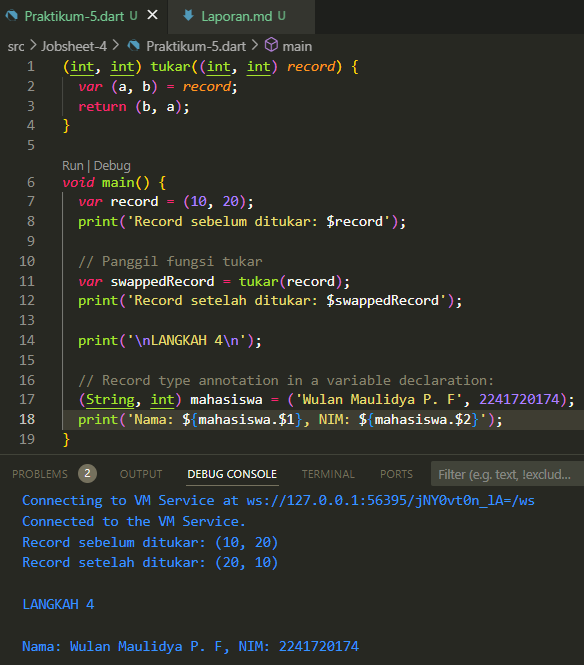 Praktikum-5.dart U X Laporan.md U
src > Jobsheet-4 > Praktikum-5.dart > main
1 (int, int) tukar((int, int) record) {
2 var (a, b) = record;
3 return (b, a);
4 }
5
Run | Debug
6 void main() {
7 var record = (10, 20);
8 print('Record sebelum ditukar: $record');
9
10 // Panggil fungsi tukar
11 var swappedRecord = tukar(record);
12 print('Record setelah ditukar: $swappedRecord');
13
14 print('\nLANGKAH 4\n');
15
16 // Record type annotation in a variable declaration:
17 (String, int) mahasiswa = ('Wulan Maulidya P. F', 2241720174);
18 print('Nama: ${mahasiswa.$1}, NIM: ${mahasiswa.$2}');
19 }
PROBLEMS 2 OUTPUT DEBUG CONSOLE TERMINAL PORTS Filter (e.g. text, !exclud...
Connecting to VM Service at ws://127.0.0.1:56395/jNY0vt0n_lA=/ws
Connected to the VM Service.
Record sebelum ditukar: (10, 20)
Record setelah ditukar: (20, 10)
LANGKAH 4
Nama: Wulan Maulidya P. F, NIM: 2241720174